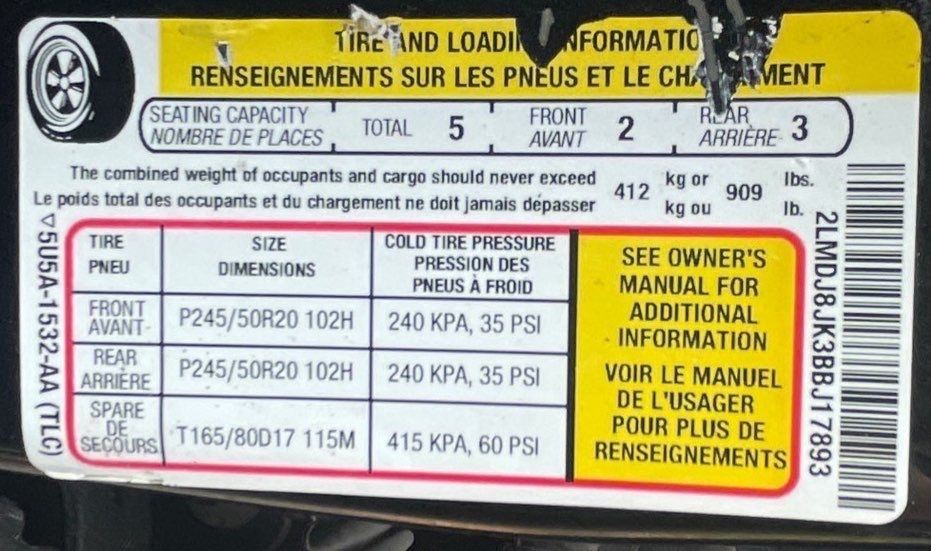 TIRE AND LOADING INFORMATION
RENSEIGNEMENTS SUR LES PNEUS ET LE CHARGEMENT
SEATING CAPACITY TOTAL 5 FRONT 2 REAR 3
NOMBRE DE PLACES AVANT ARRIÈRE
The combined weight of occupants and cargo should never exceed 412 kg or 909 lbs.
Le poids total des occupants et du chargement ne doit jamais dépasser kg ou lb.
TIRE SIZE COLD TIRE PRESSURE
PNEU DIMENSIONS PRESSION DES
PNEUS À FROID
FRONT
AVANT P245/50R20 102H 240 KPA, 35 PSI
REAR
ARRIÈRE P245/50R20 102H 240 KPA, 35 PSI
SPARE
DE
SECOURS T165/80D17 115M 415 KPA, 60 PSI
SEE OWNER'S
MANUAL FOR
ADDITIONAL
INFORMATION
VOIR LE MANUEL
DE L'USAGER
POUR PLUS DE
RENSEIGNEMENTS
5U5A-1532-AA (TLC)
2LMDJ8JK3BBJ17893